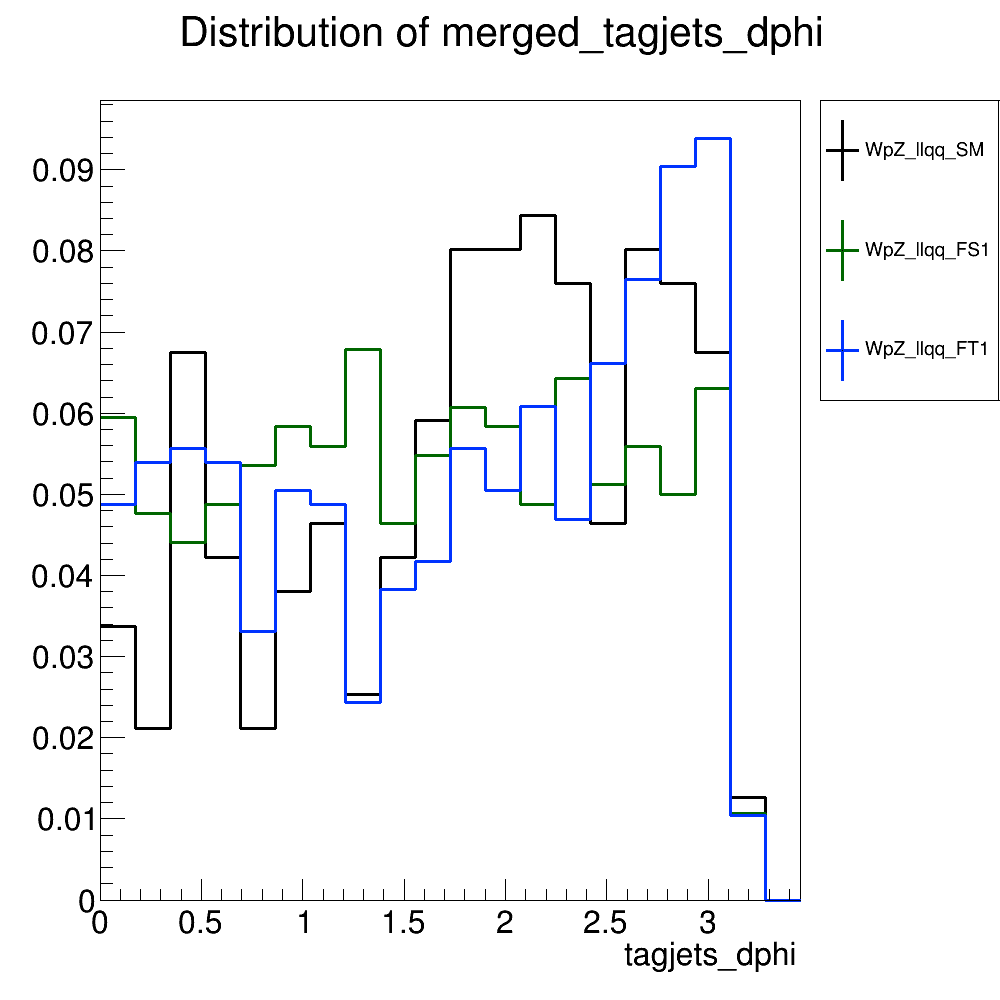 Distribution of merged_tagjets_dphi
WpZ_llqq_SM
WpZ_llqq_FS1
WpZ_llqq_FT1
0.09
0.08
0.07
0.06
0.05
0.04
0.03
0.02
0.01
0
0 0.5 1 1.5 2 2.5 3
tagjets_dphi